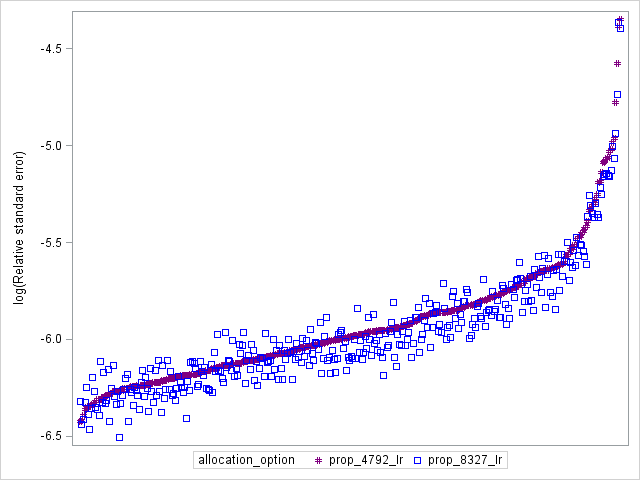 -4.5
-5.0
-5.5
-6.0
-6.5
log(Relative standard error)
allocation_option prop_4792_lr prop_8327_lr